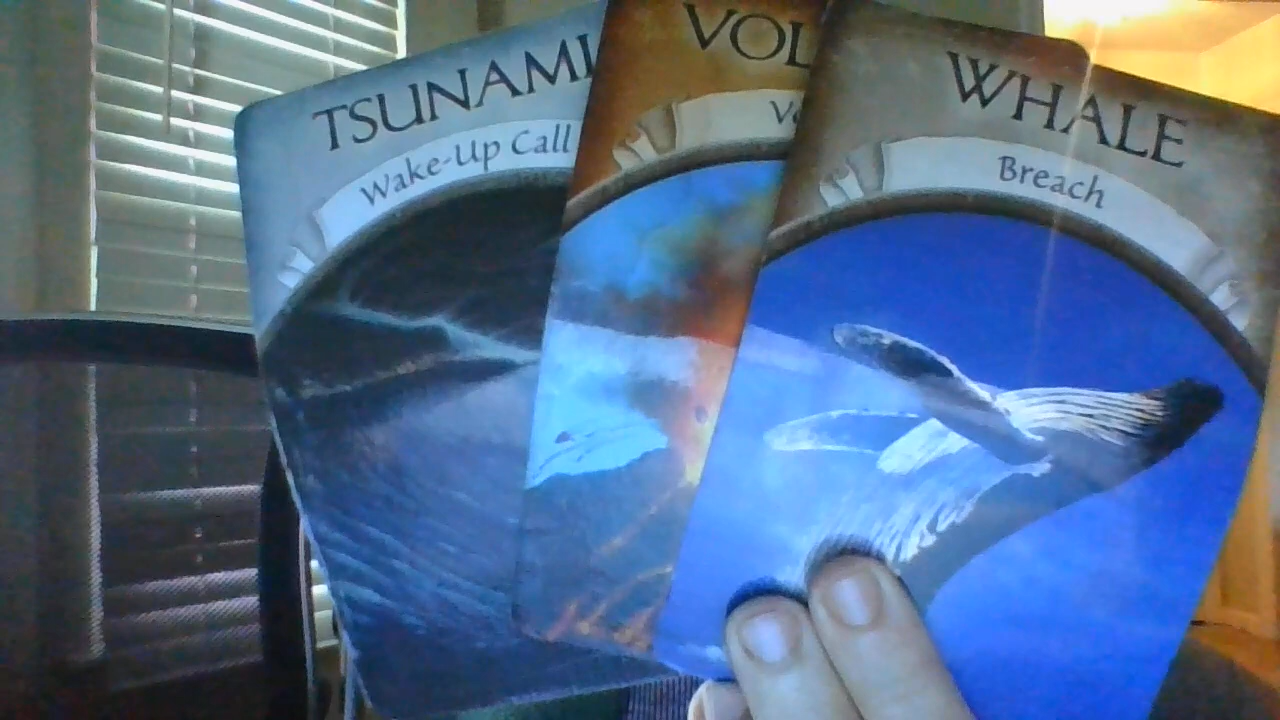 TSUNAMI
Wake-Up Call
VOL
WHALE
Breach